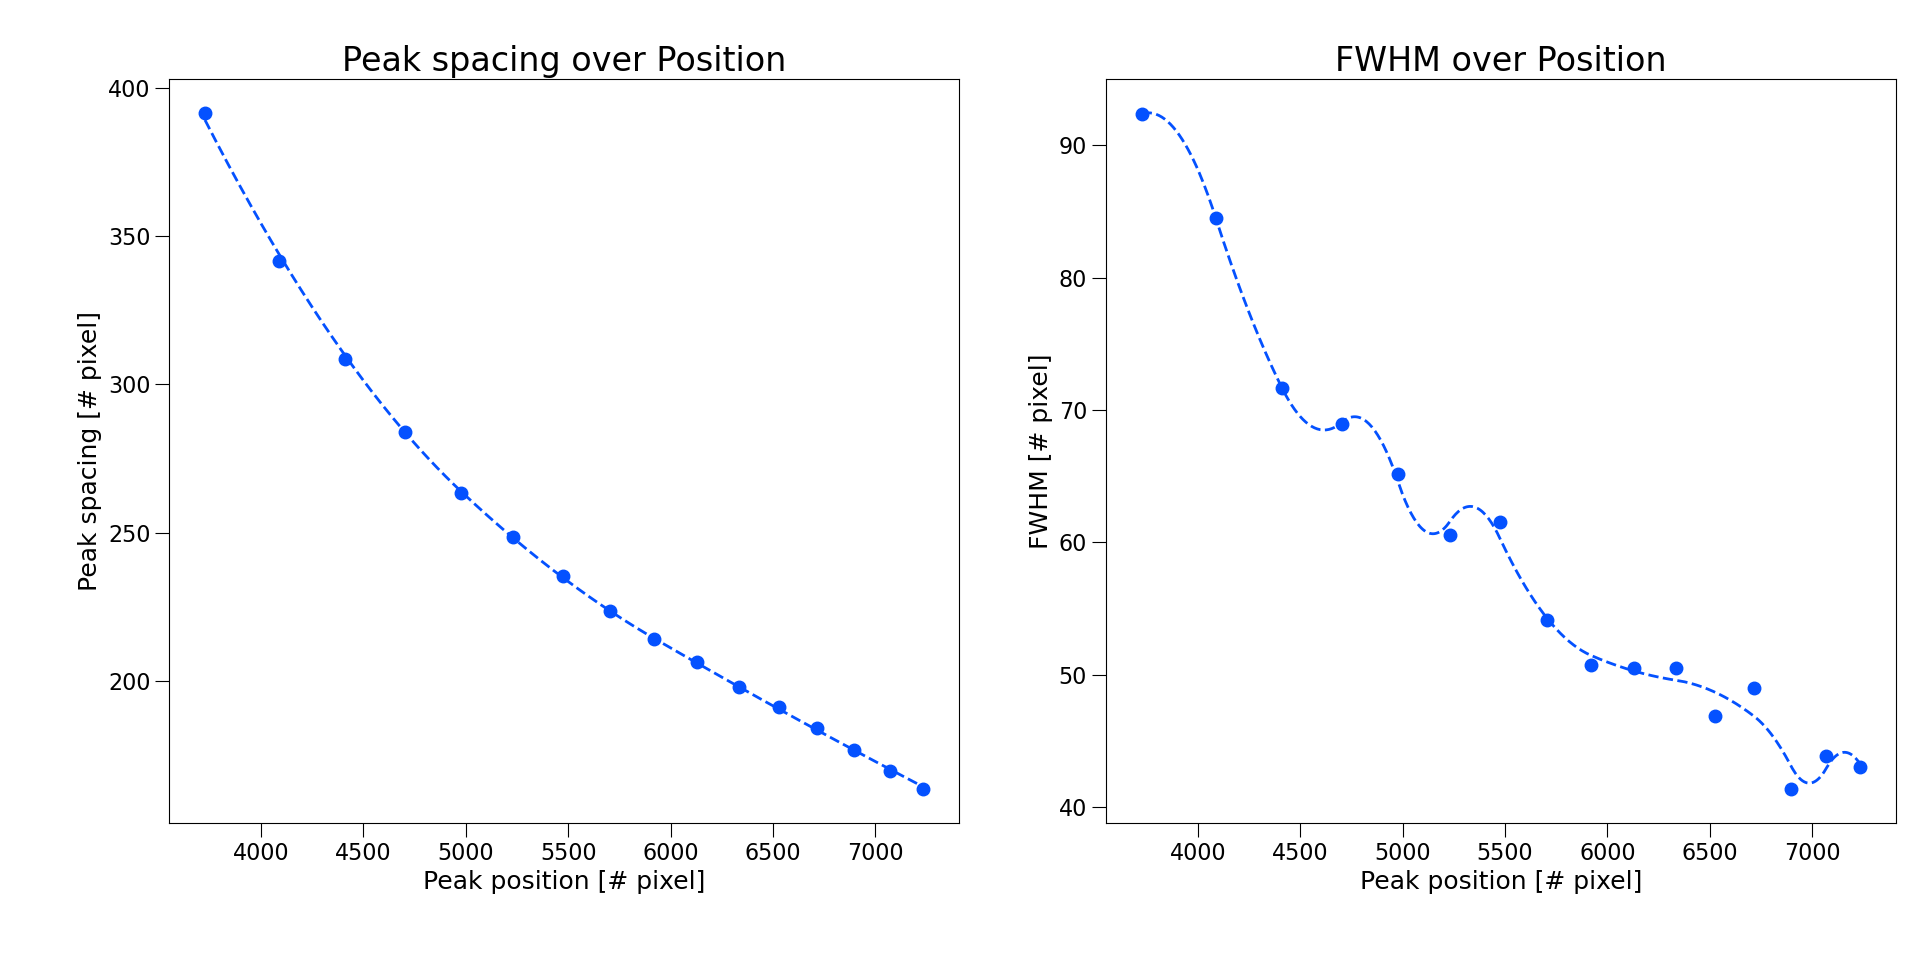 Peak spacing over Position
400
350
300
250
200
Peak spacing [# pixel]
4000 4500 5000 5500 6000 6500 7000
Peak position [# pixel]
FWHM over Position
90
80
70
60
50
40
FWHM [# pixel]
4000 4500 5000 5500 6000 6500 7000
Peak position [# pixel]